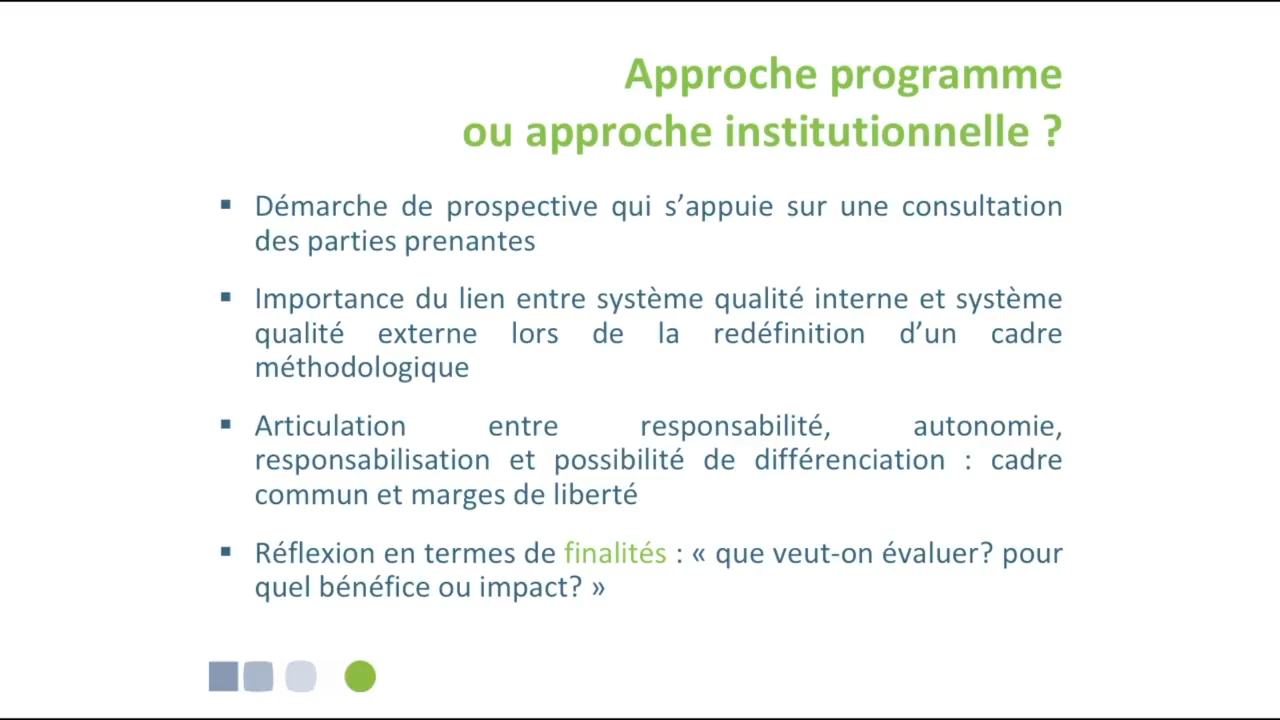 Approche programme
ou approche institutionnelle ?
▪ Démarche de prospective qui s’appuie sur une consultation
des parties prenantes
▪ Importance du lien entre système qualité interne et système
qualité externe lors de la redéfinition d’un cadre
méthodologique
▪ Articulation entre responsabilité, autonomie,
responsabilisation et possibilité de différenciation : cadre
commun et marges de liberté
▪ Réflexion en termes de finalités : « que veut-on évaluer? pour
quel bénéfice ou impact? »